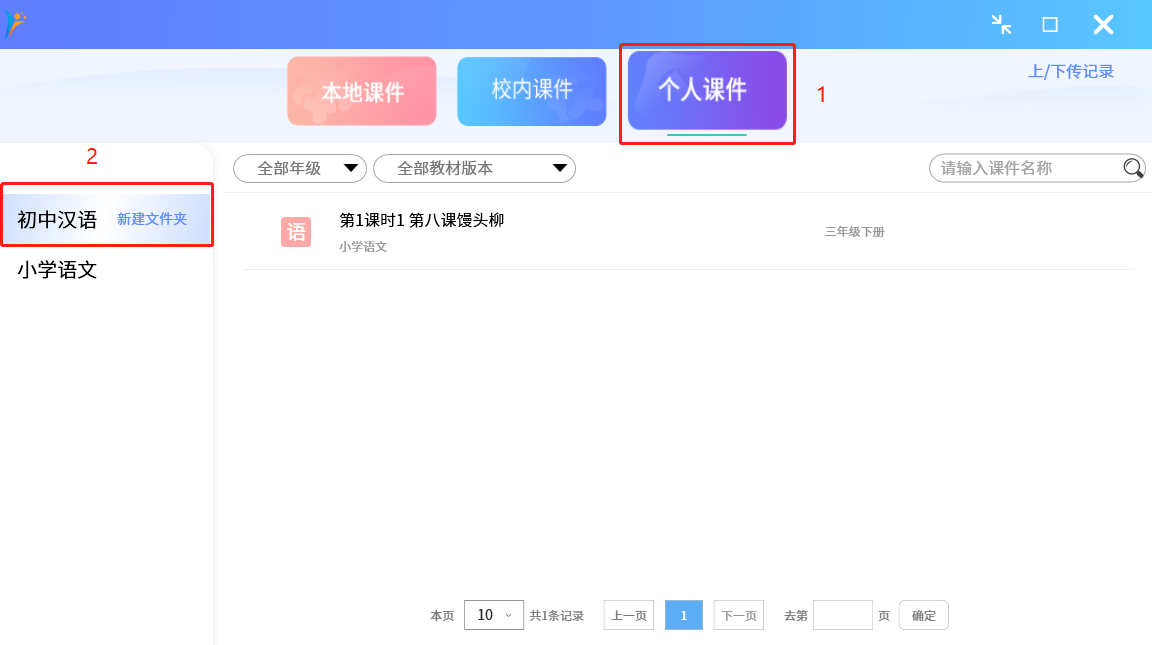 上/下传记录
本地课件
校内课件
个人课件
1
2
全部年级
全部教材版本
请输入课件名称
初中汉语 新建文件夹
小学语文
语
第1课时1 第八课馒头柳
小学语文
三年级下册
本页 10 共1条记录 上一页 1 下一页 去第 页 确定